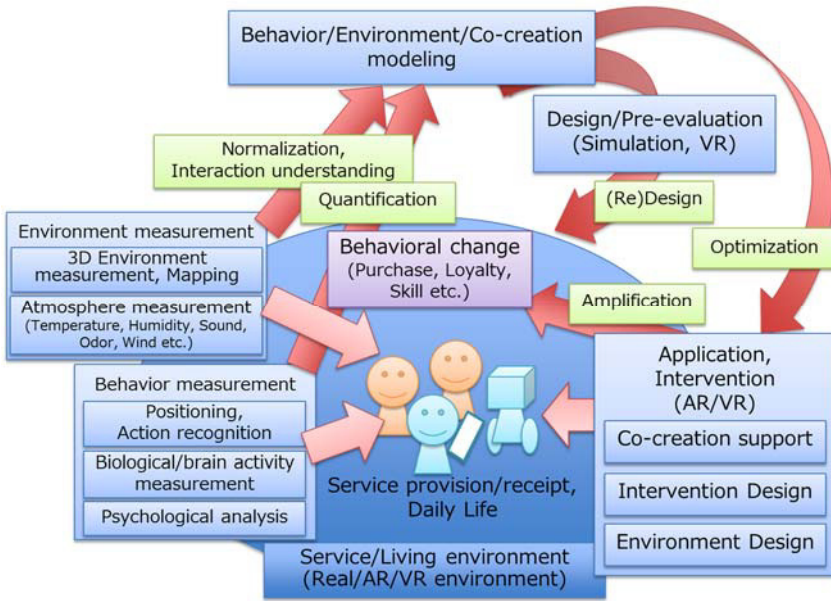 Behavior/Environment/Co-creation
modeling
Design/Pre-evaluation
(Simulation, VR)
Normalization,
Interaction understanding
Quantification
(Re)Design
Optimization
Environment measurement
3D Environment
measurement, Mapping
Atmosphere measurement
(Temperature, Humidity, Sound,
Odor, Wind etc.)
Behavioral change
(Purchase, Loyalty,
Skill etc.)
Amplification
Behavior measurement
Positioning,
Action recognition
Biological/brain activity
measurement
Psychological analysis
Application,
Intervention
(AR/VR)
Co-creation support
Intervention Design
Environment Design
Service provision/receipt,
Daily Life
Service/Living environment
(Real/AR/VR environment)